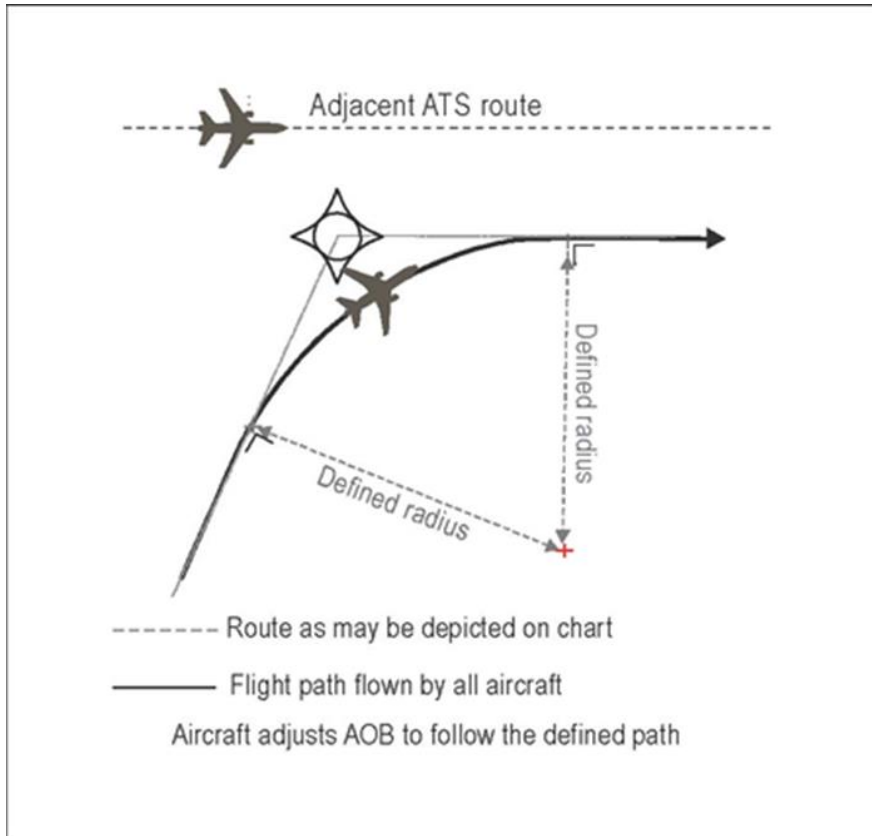 Adjacent ATS route
Defined radius
Defined radius
Route as may be depicted on chart
Flight path flown by all aircraft
Aircraft adjusts AOB to follow the defined path